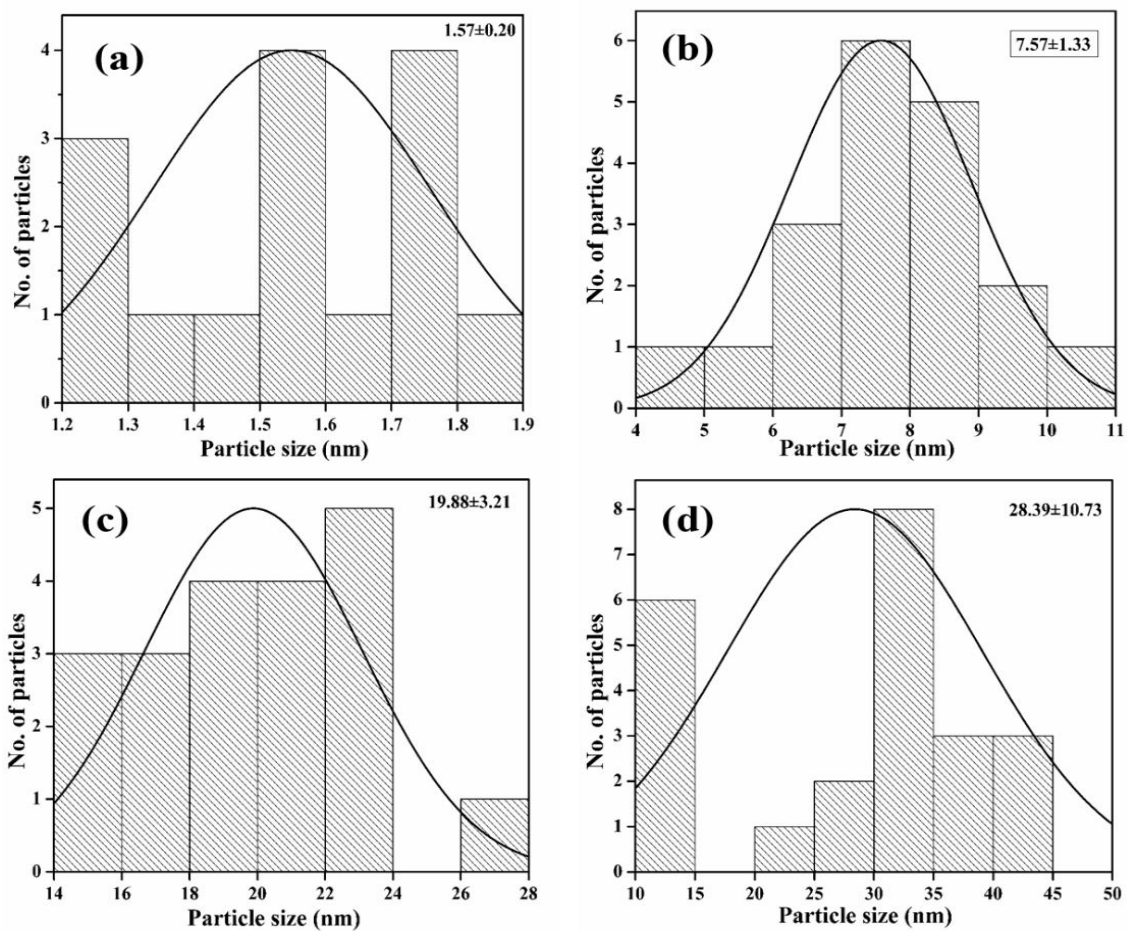 (a)
1.57±0.20
No. of particles
4
3
2
1
0
1.2 1.3 1.4 1.5 1.6 1.7 1.8 1.9
Particle size (nm)
(b)
7.57±1.33
No. of particles
6
5
4
3
2
1
0
4 5 6 7 8 9 10 11
Particle size (nm)
(c)
19.88±3.21
No. of particles
5
4
3
2
1
0
14 16 18 20 22 24 26 28
Particle size (nm)
(d)
28.39±10.73
No. of particles
8
7
6
5
4
3
2
1
0
10 15 20 25 30 35 40 45 50
Particle size (nm)